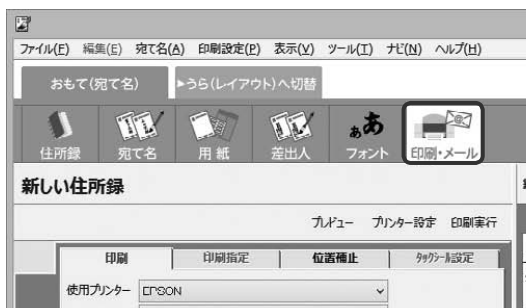 ファイル(F) 編集(E) 宛て名(A) 印刷設定(P) 表示(V) ツール(T) ナビ(N) ヘルプ(H)
おもて(宛て名) ▶うら(レイアウト)へ切替
住所録 宛て名 用紙 差出人 ぁあ フォント 印刷・メール
新しい住所録
プレビュー プリンター設定 印刷実行
印刷 印刷指定 位置補正 タックシール設定
使用プリンター EPSON